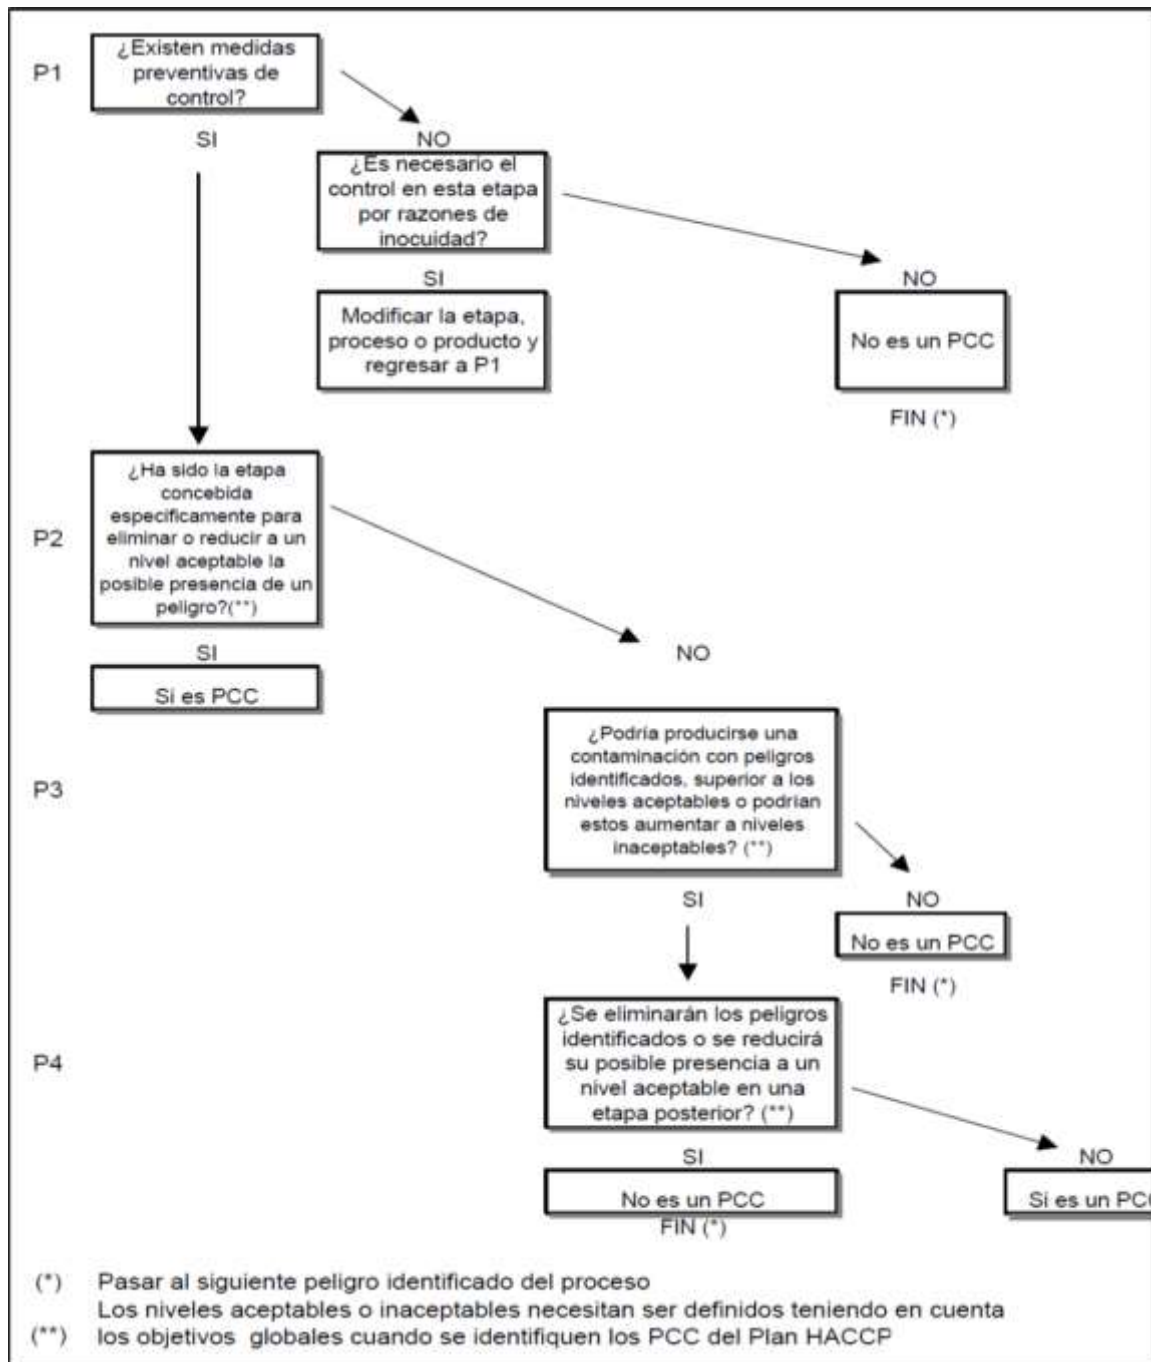 P1
¿Existen medidas
preventivas de
control?
SI
NO
¿Es necesario el
control en esta etapa
por razones de
inocuidad?
SI
NO
Modificar la etapa,
proceso o producto y
regresar a P1
No es un PCC
FIN (*)
P2
¿Ha sido la etapa
concebida
especificamente para
eliminar o reducir a un
nivel aceptable la
posible presencia de un
peligro?(**)
SI
NO
Si es PCC
P3
¿Podría producirse una
contaminación con peligros
identificados, superior a los
niveles aceptables o podrían
estos aumentar a niveles
inaceptables? (**)
SI
NO
No es un PCC
FIN (*)
P4
¿Se eliminarán los peligros
identificados o se reducirá
su posible presencia a un
nivel aceptable en una
etapa posterior? (**)
SI
NO
No es un PCC
FIN (*)
Si es un PCC
(*) Pasar al siguiente peligro identificado del proceso
Los niveles aceptables o inaceptables necesitan ser definidos teniendo en cuenta
(**) los objetivos globales cuando se identifiquen los PCC del Plan HACCP